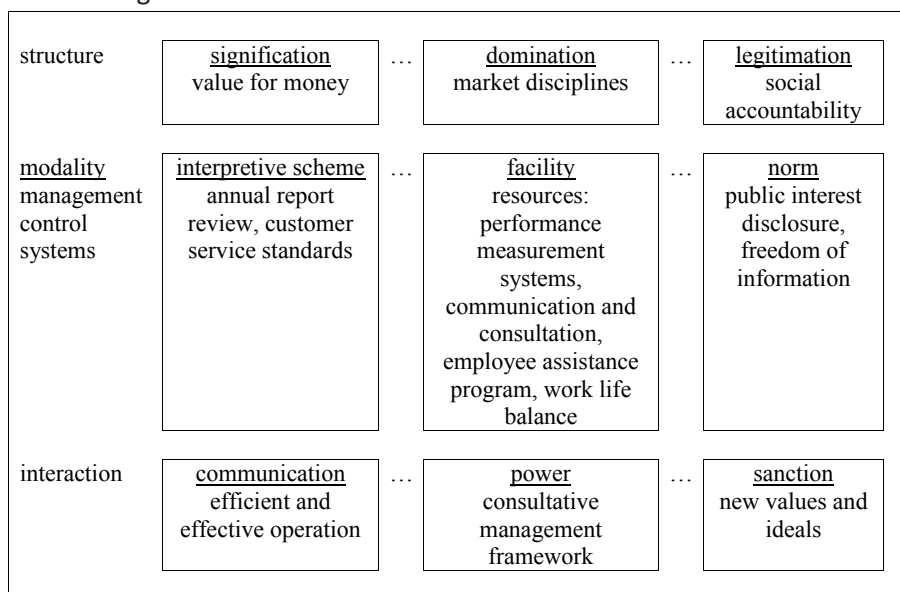 structure
signification
value for money
…
domination
market disciplines
…
legitimation
social
accountability
modality
management
control
systems
interpretive scheme
annual report
review, customer
service standards
…
facility
resources:
performance
measurement
systems,
communication and
consultation,
employee assistance
program, work life
balance
…
norm
public interest
disclosure,
freedom of
information
interaction
communication
efficient and
effective operation
…
power
consultative
management
framework
…
sanction
new values and
ideals